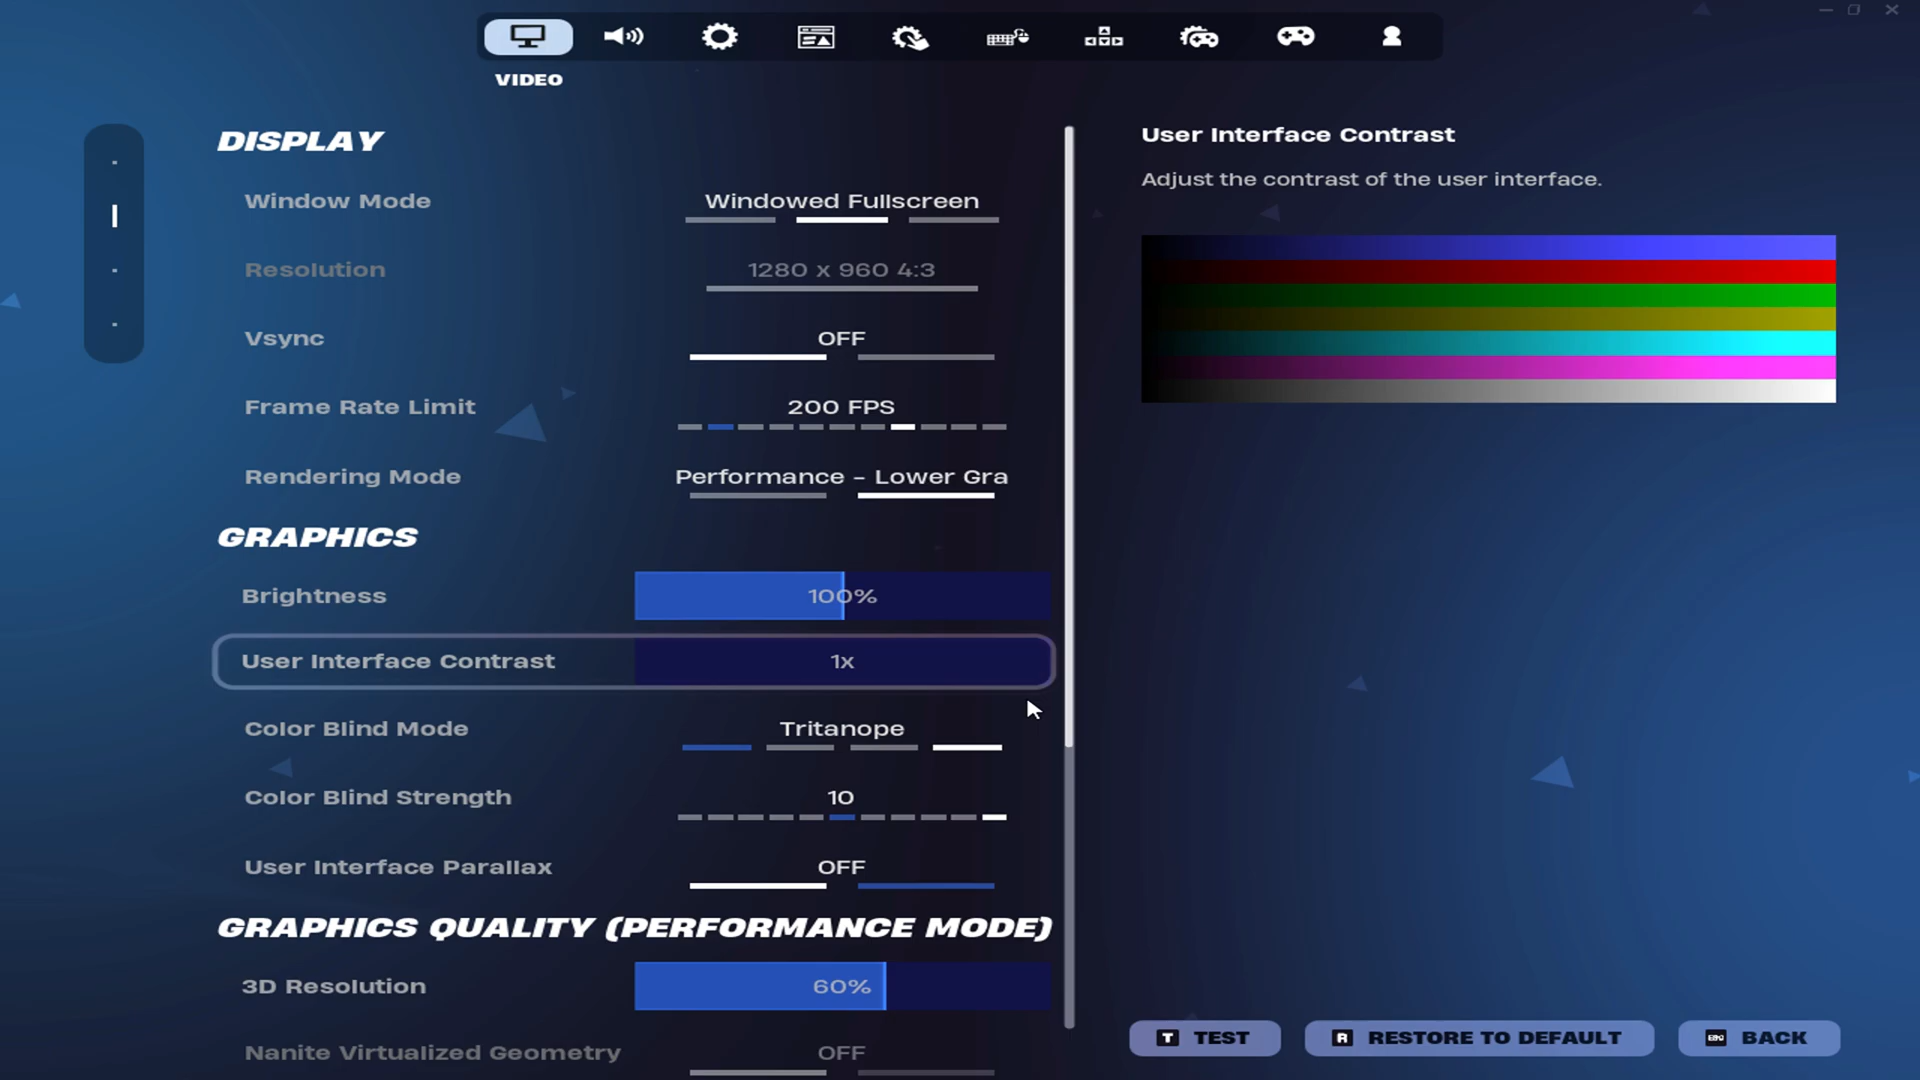 VIDEO
DISPLAY
Window Mode
Windowed Fullscreen
Resolution
1280 x 960 4:3
Vsync
OFF
Frame Rate Limit
200 FPS
Rendering Mode
Performance - Lower Gra
GRAPHICS
Brightness
100%
User Interface Contrast
1x
Color Blind Mode
Tritanope
Color Blind Strength
10
User Interface Parallax
OFF
GRAPHICS QUALITY (PERFORMANCE MODE)
3D Resolution
60%
Nanite Virtualized Geometry
OFF
User Interface Contrast
Adjust the contrast of the user interface.
T TEST
R RESTORE TO DEFAULT
ESC BACK